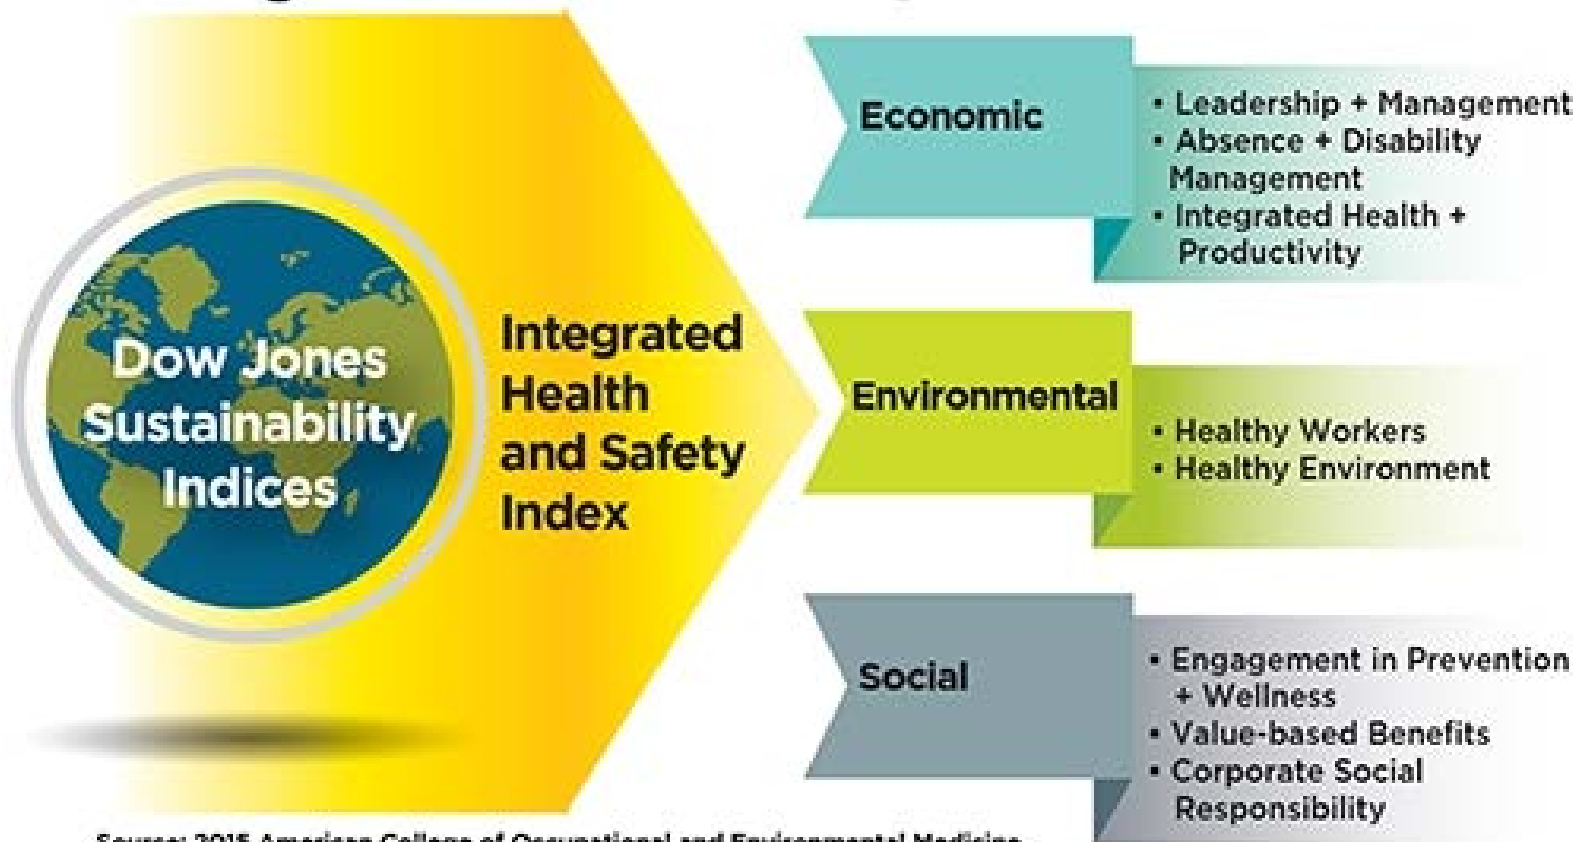 Dow Jones
Sustainability
Indices
Integrated
Health
and Safety
Index
Economic
• Leadership + Management
• Absence + Disability
Management
• Integrated Health +
Productivity
Environmental
• Healthy Workers
• Healthy Environment
Social
• Engagement in Prevention
+ Wellness
• Value-based Benefits
• Corporate Social
Responsibility
Source: 2015 American College of Occupational and Environmental Medicine